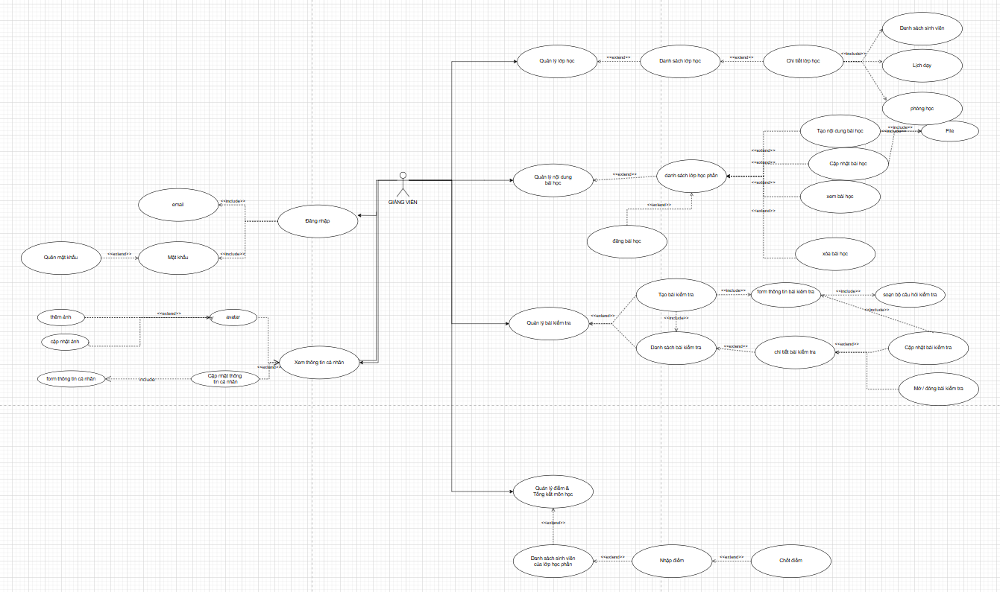 Danh sách sinh viên
Quản lý lớp học
<<extend>>
Danh sách lớp học
<<extend>>
Chi tiết lớp học
<<include>>
Lịch dạy
phòng học
Tạo nội dung bài học
<<include>>
<<include>>
File
<<extend>>
Cập nhật bài học
<<extend>>
Quản lý nội dung
bài học
<<extend>>
danh sách lớp học phần
<<extend>>
xem bài học
<<extend>>
<<extend>>
đăng bài học
xóa bài học
GIẢNG VIÊN
email
<<include>>
Đăng nhập
Quên mật khẩu
<<extend>>
Mật khẩu
<<include>>
thêm ảnh
<<extend>>
avatar
cập nhật ảnh
Xem thông tin cá nhân
<<extend>>
form thông tin cá nhân
include
Cập nhật thông
tin cá nhân
Tạo bài kiểm tra
<<include>>
form thông tin bài kiểm tra
<<include>>
soạn bộ câu hỏi kiểm tra
<<include>>
Quản lý bài kiểm tra
<<extend>>
<<include>>
Danh sách bài kiểm tra
<<extend>>
chi tiết bài kiểm tra
<<extend>>
Cập nhật bài kiểm tra
Mở / đóng bài kiểm tra
Quản lý điểm &
Tổng kết môn học
<<extend>>
Danh sách sinh viên
của lớp học phần
<<extend>>
Nhập điểm
<<extend>>
Chốt điểm